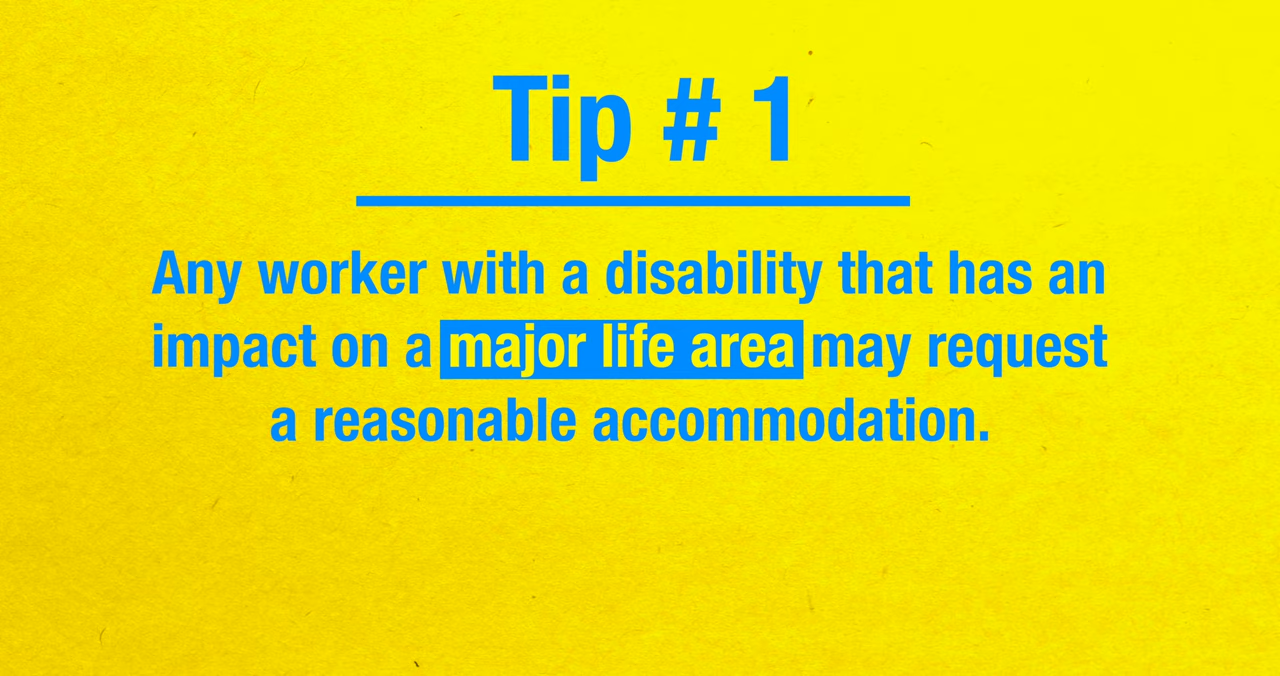 Tip # 1
Any worker with a disability that has an
impact on a major life area may request
a reasonable accommodation.